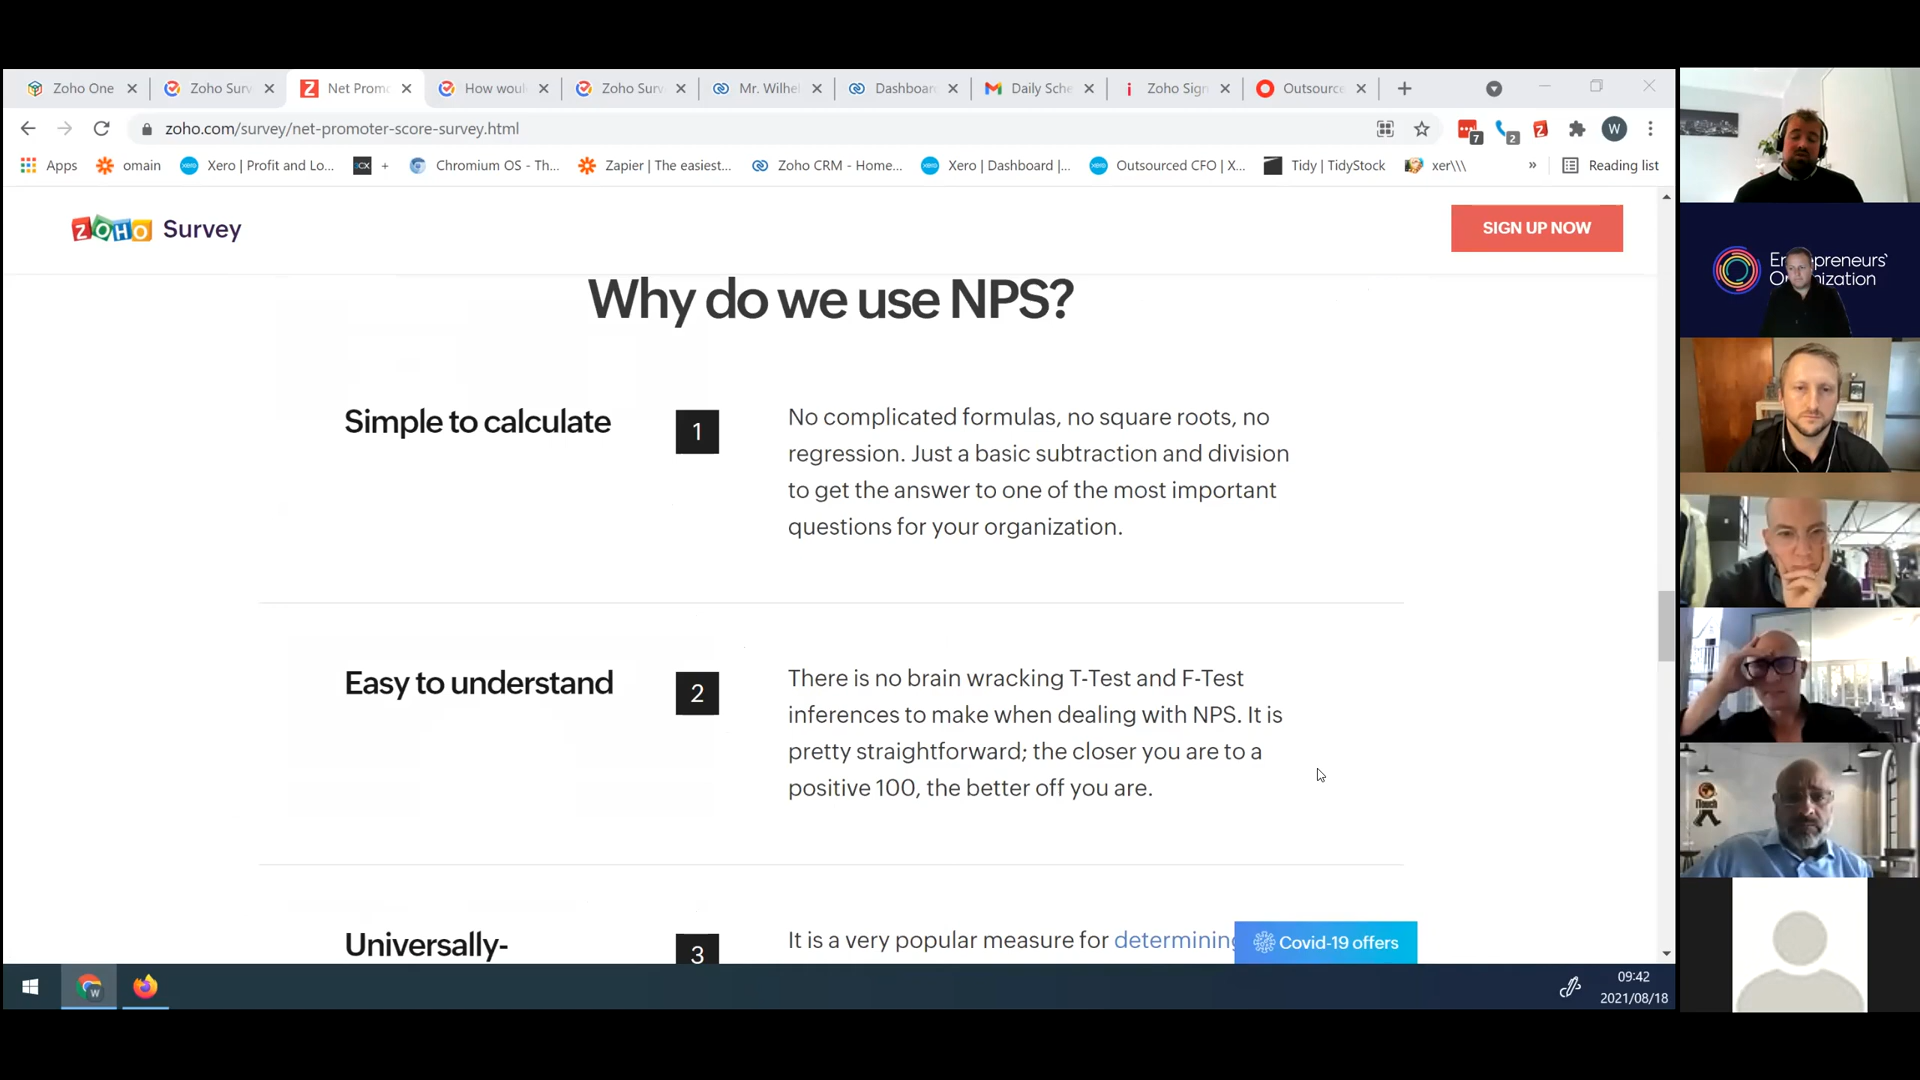 Zoho One
Zoho Surv
Net Promo
How woul
Zoho Surv
Mr. Wilhel
Dashboar
Daily Sche
Zoho Sign
Outsource
zoho.com/survey/net-promoter-score-survey.html
7
2
W
Apps
omain
Xero | Profit and Lo...
3CX
+
Chromium OS - Th...
Zapier | The easiest...
Zoho CRM - Home...
Xero | Dashboard |...
Outsourced CFO | X...
Tidy | TidyStock
xer\\\
»
Reading list
ZOHO Survey
SIGN UP NOW
Why do we use NPS?
Simple to calculate
1
No complicated formulas, no square roots, no
regression. Just a basic subtraction and division
to get the answer to one of the most important
questions for your organization.
Easy to understand
2
There is no brain wracking T-Test and F-Test
inferences to make when dealing with NPS. It is
pretty straightforward; the closer you are to a
positive 100, the better off you are.
Universally-
3
It is a very popular measure for determining
Covid-19 offers
09:42
2021/08/18
iTouch